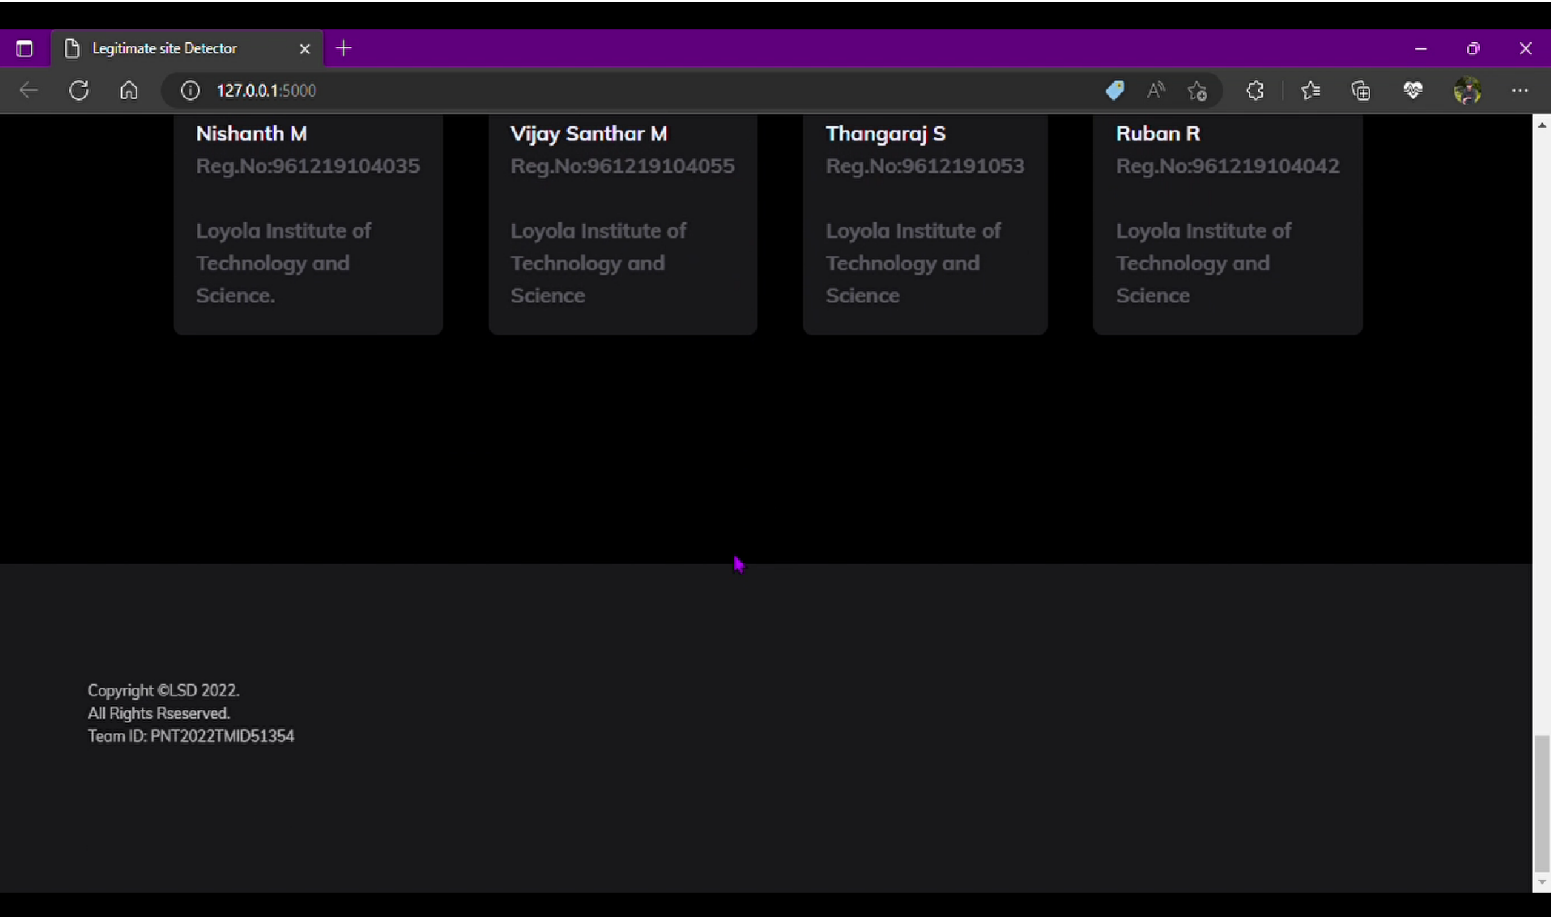 Legitimate site Detector
127.0.0.1:5000
Nishanth M
Reg.No:961219104035
Loyola Institute of
Technology and
Science.
Vijay Santhar M
Reg.No:961219104055
Loyola Institute of
Technology and
Science
Thangaraj S
Reg.No:9612191053
Loyola Institute of
Technology and
Science
Ruban R
Reg.No:961219104042
Loyola Institute of
Technology and
Science
Copyright ©LSD 2022.
All Rights Rseserved.
Team ID: PNT2022TMID51354